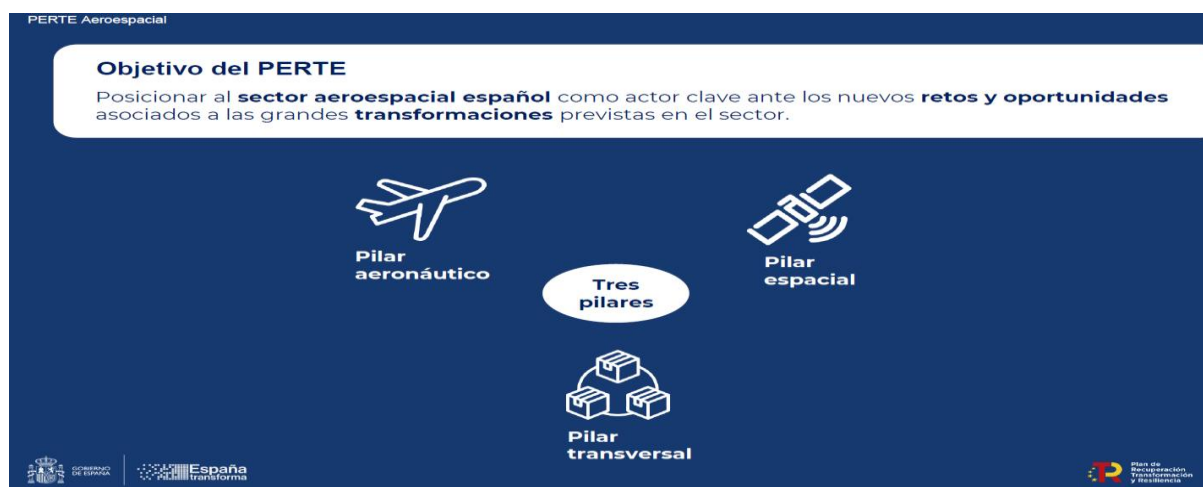 PERTE Aeroespacial
Objetivo del PERTE
Posicionar al sector aeroespacial español como actor clave ante los nuevos retos y oportunidades
asociados a las grandes transformaciones previstas en el sector.
Pilar
aeronáutico
Pilar
espacial
Tres
pilares
Pilar
transversal
GOBIERNO
DE ESPAÑA
España
transforma
Plan de
Recuperación
Transformación
y Resiliencia